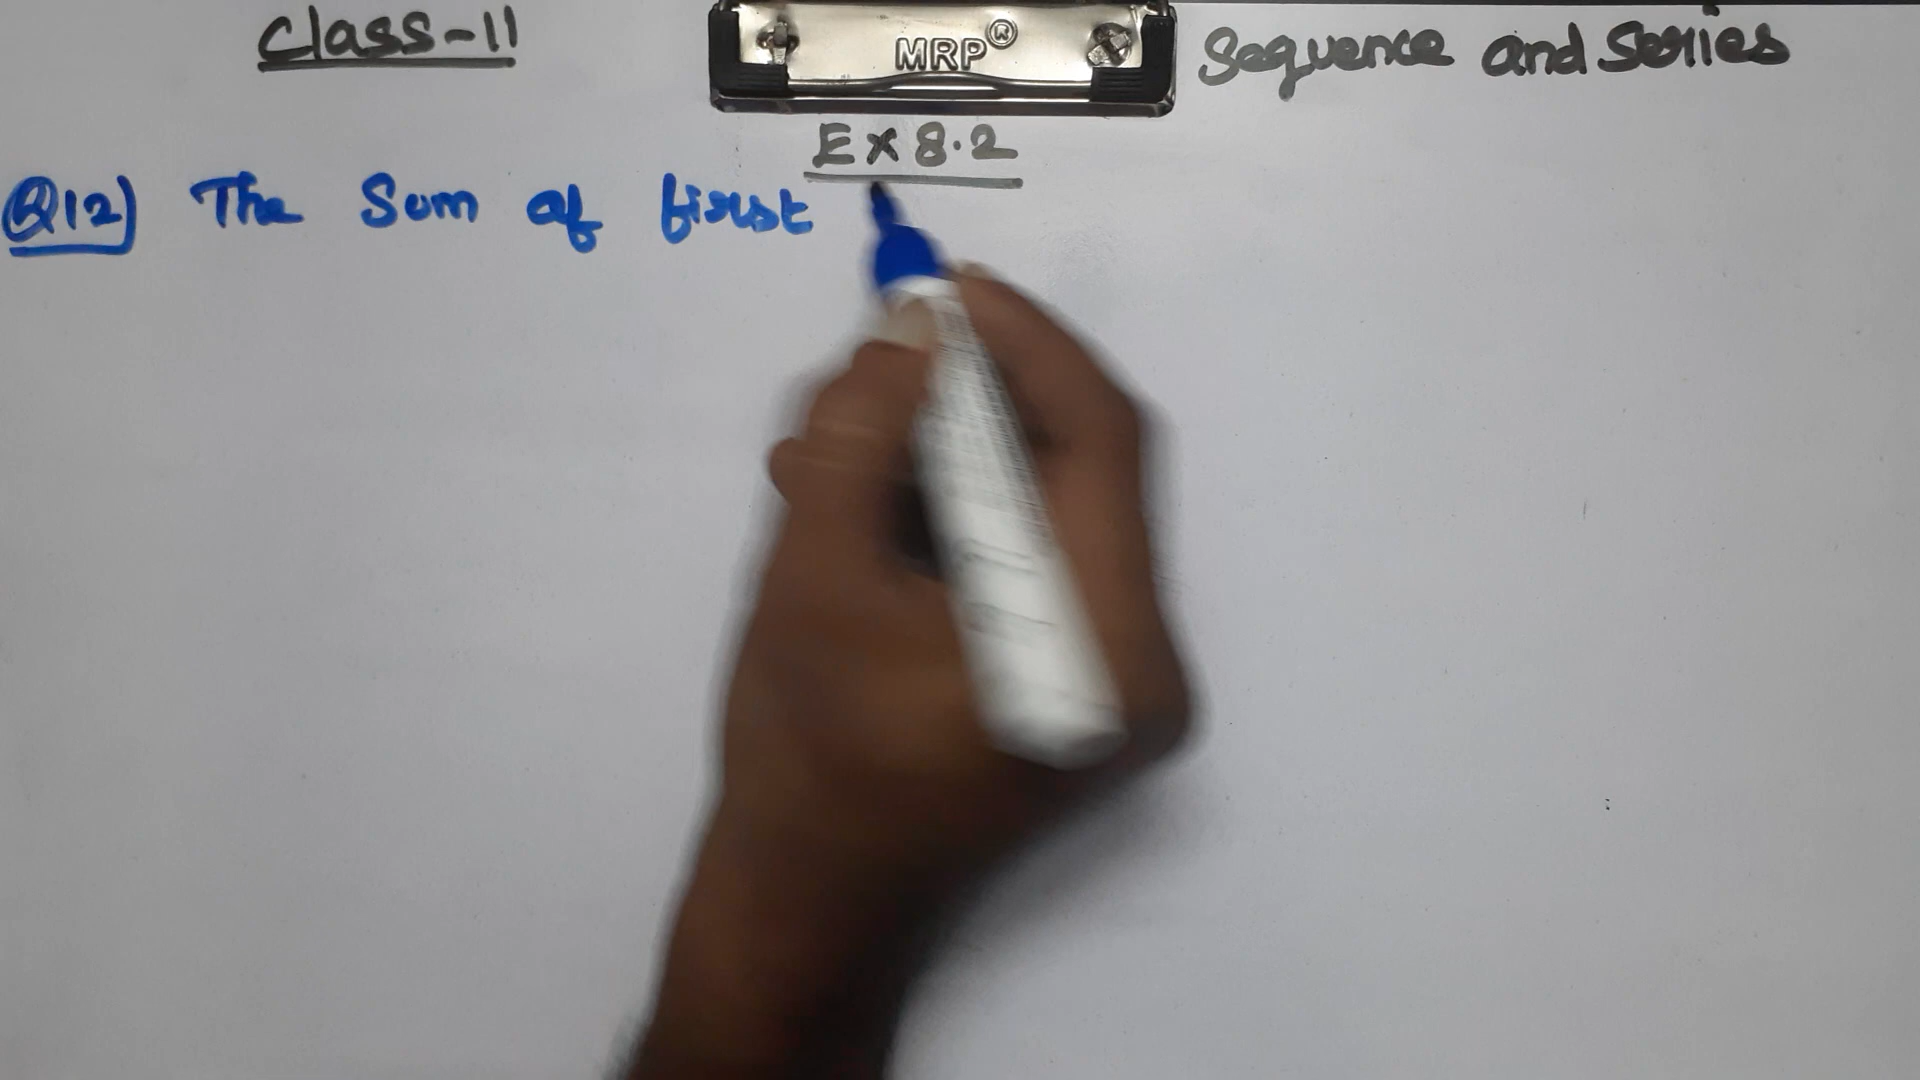 Class-11
MRP®
Sequence and Series
Ex 8.2
Q12) The Sum of first